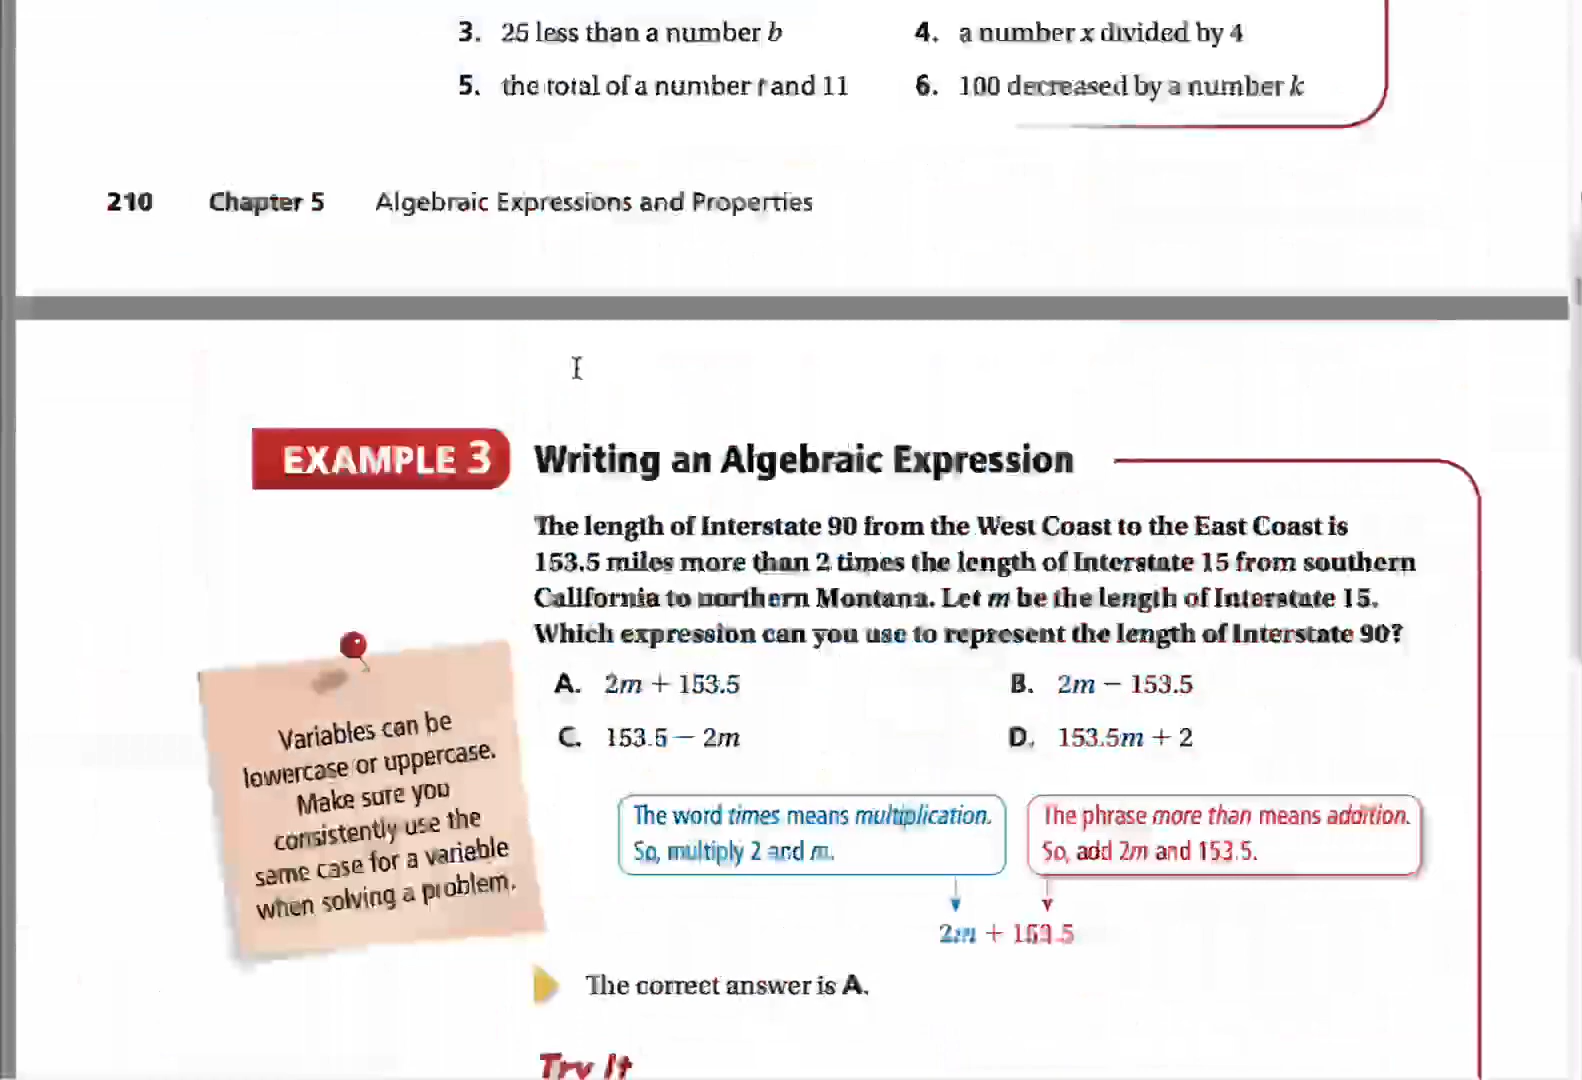 3. 25 less than a number b
4. a number x divided by 4
5. the total of a number t and 11
6. 100 decreased by a number k
210 Chapter 5 Algebraic Expressions and Properties
EXAMPLE 3 Writing an Algebraic Expression
The length of Interstate 90 from the West Coast to the East Coast is
153.5 miles more than 2 times the length of Interstate 15 from southern
California to northern Montana. Let m be the length of Interstate 15.
Which expression can you use to represent the length of Interstate 90?
A. 2m + 153.5
B. 2m − 153.5
C. 153.5 − 2m
D. 153.5m + 2
Variables can be
lowercase or uppercase.
Make sure you
consistently use the
same case for a variable
when solving a problem.
The word times means multiplication.
So, multiply 2 and m.
The phrase more than means addition.
So, add 2m and 153.5.
2m + 153.5
The correct answer is A.
Try It